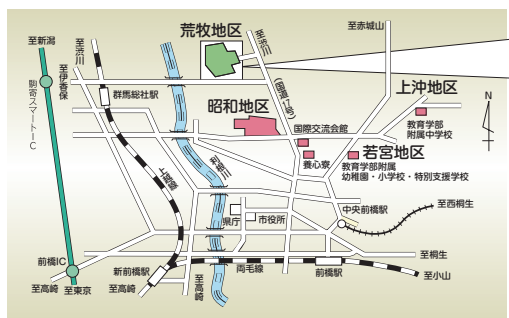 荒牧地区
至新潟
至渋川
至渋川
至赤城山
至伊香保
駒寄スマートIC
群馬総社駅
(国道17号)
上沖地区
昭和地区
国際交流会館
教育学部
附属中学校
N
若宮地区
養心寮
教育学部附属
幼稚園・小学校・特別支援学校
上越線
利根川
県庁
市役所
中央前橋駅
至西桐生
前橋IC
新前橋駅
両毛線
前橋駅
至桐生
至小山
至高崎
至東京
至高崎
至高崎